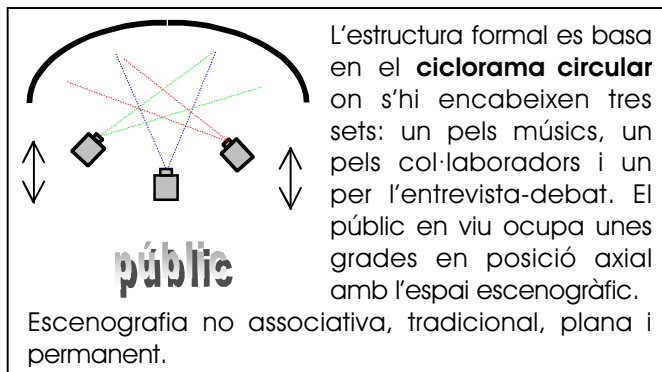 L’estructura formal es basa
en el ciclorama circular
on s’hi encabeixen tres
sets: un pels músics, un
pels col·laboradors i un
per l’entrevista-debat. El
públic en viu ocupa unes
grades en posició axial
amb l’espai escenogràfic.
Escenografia no associativa, tradicional, plana i
permanent.
públic